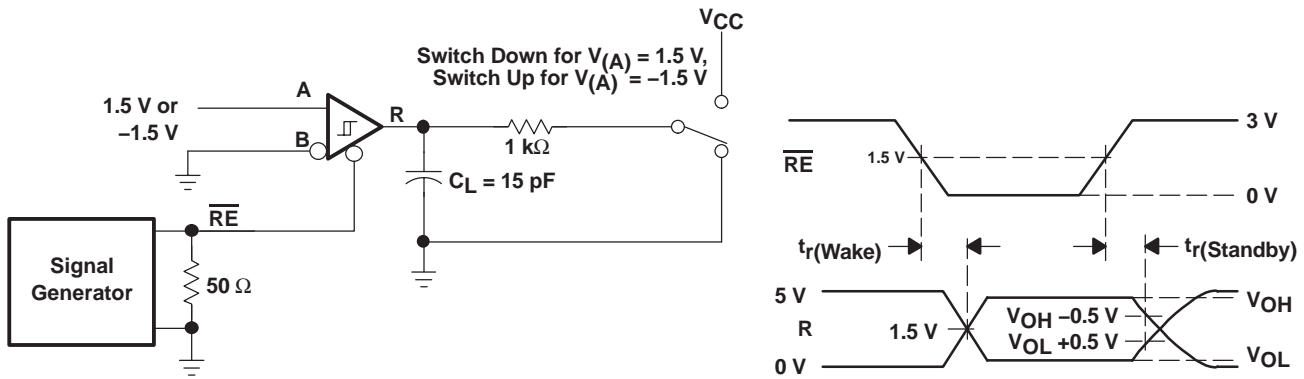 VCC
Switch Down for V(A) = 1.5 V,
Switch Up for V(A) = –1.5 V
A
1.5 V or
–1.5 V
R
B
1 kΩ
CL = 15 pF
RE
Signal
Generator
50 Ω
3 V
1.5 V
RE
0 V
tr(Wake)
tr(Standby)
5 V
VOH
VOH –0.5 V
R
1.5 V
VOL +0.5 V
0 V
VOL